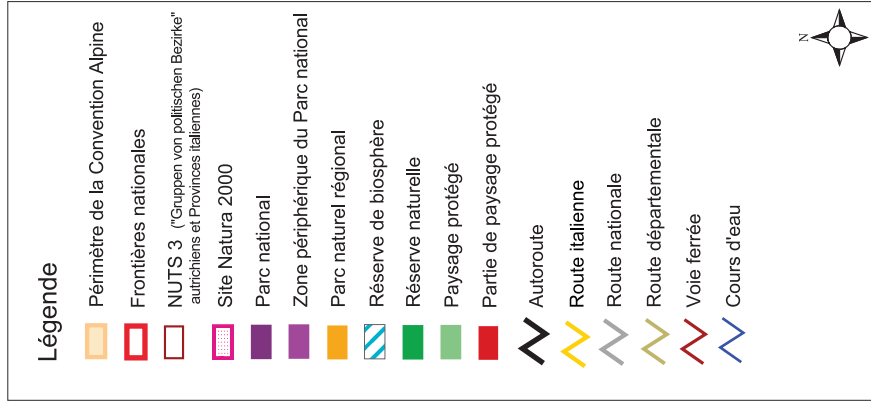 Légende
Périmètre de la Convention Alpine
Frontières nationales
NUTS 3 ("Gruppen von politischen Bezirke"
autrichiens et Provinces italiennes)
Site Natura 2000
Parc national
Zone périphérique du Parc national
Parc naturel régional
Réserve de biosphère
Réserve naturelle
Paysage protégé
Partie de paysage protégé
Autoroute
Route italienne
Route nationale
Route départementale
Voie ferrée
Cours d'eau
N